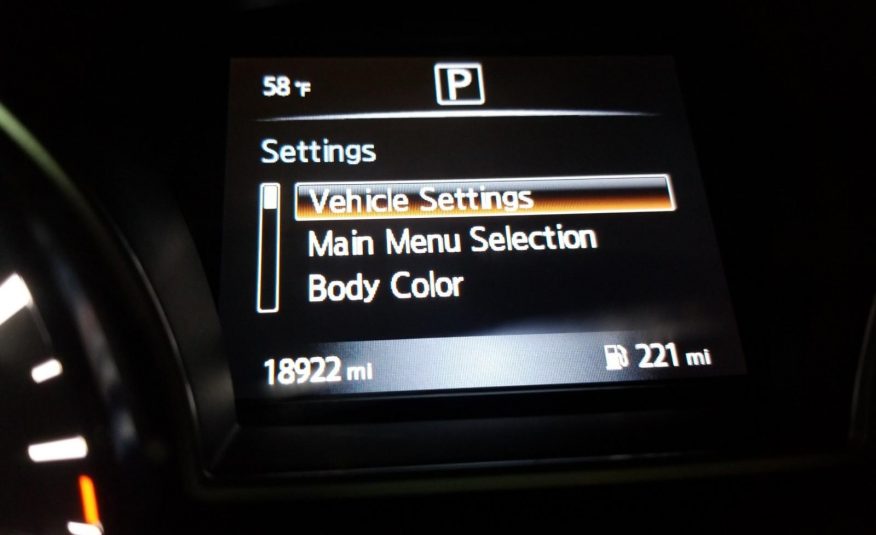 58 °F P
Settings
Vehicle Settings
Main Menu Selection
Body Color
18922 mi 221 mi